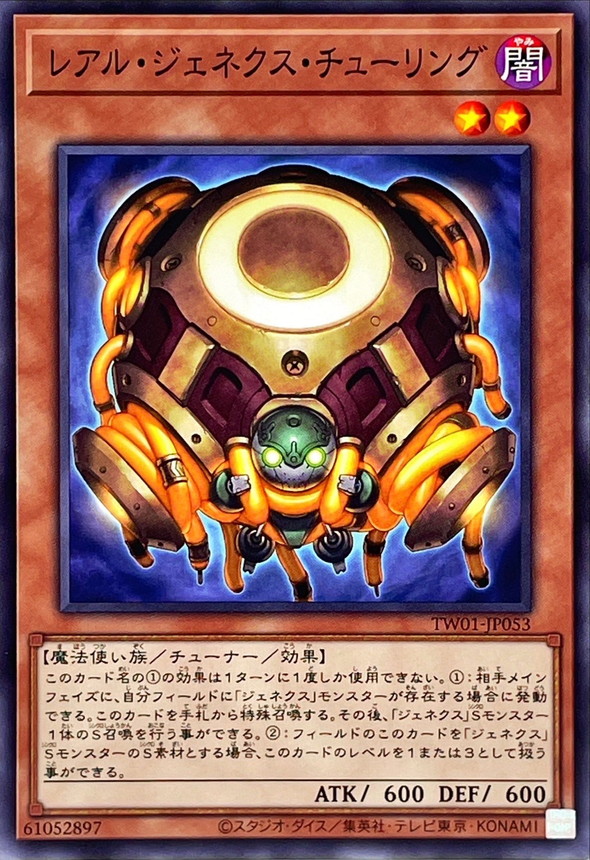 レアル・ジェネクス・チューリング
闇
TW01-JP053
【魔法使い族／チューナー／効果】
このカード名の①の効果は1ターンに1度しか使用できない。①:相手メイン
フェイズに、自分フィールドに「ジェネクス」モンスターが存在する場合に発動
できる。このカードを手札から特殊召喚する。その後、「ジェネクス」Sモンスター
1体のS召喚を行う事ができる。②:フィールドのこのカードを「ジェネクス」
SモンスターのS素材とする場合、このカードのレベルを1または3として扱う
事ができる。
ATK/ 600 DEF/ 600
61052897
©スタジオ・ダイス/集英社・テレビ東京・KONAMI